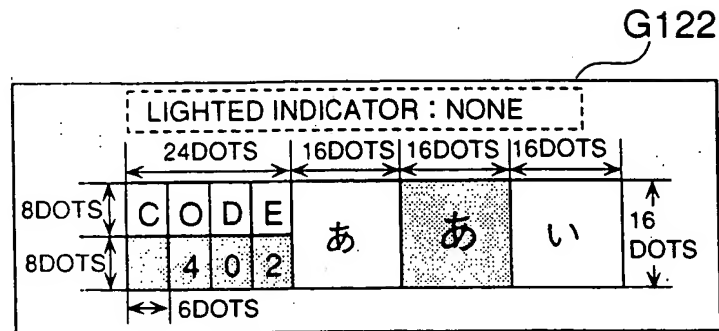 G122
LIGHTED INDICATOR : NONE
24DOTS 16DOTS 16DOTS 16DOTS
8DOTS C O D E あ あ い 16 DOTS
8DOTS 4 0 2
6DOTS